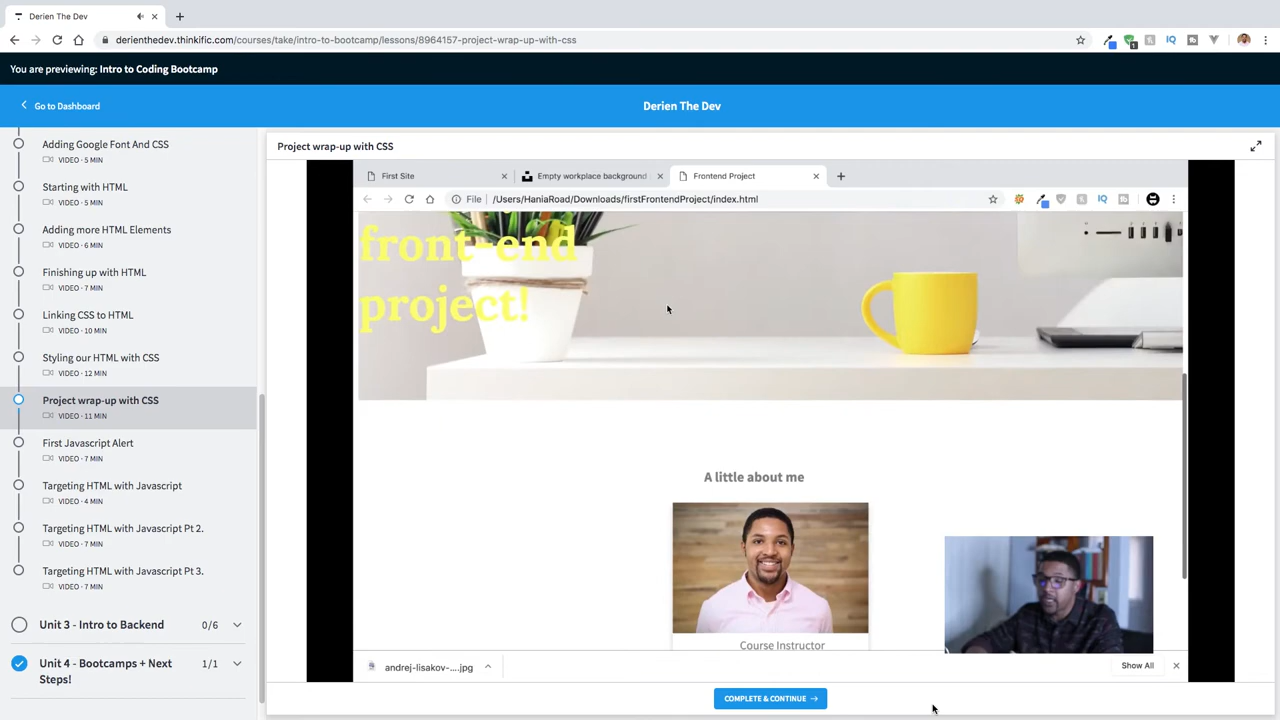 Derien The Dev
derienthedev.thinkific.com/courses/take/intro-to-bootcamp/lessons/8964157-project-wrap-up-with-css
You are previewing: Intro to Coding Bootcamp
Go to Dashboard
Derien The Dev
Adding Google Font And CSS
VIDEO · 5 MIN
Starting with HTML
VIDEO · 5 MIN
Adding more HTML Elements
VIDEO · 6 MIN
Finishing up with HTML
VIDEO · 7 MIN
Linking CSS to HTML
VIDEO · 10 MIN
Styling our HTML with CSS
VIDEO · 12 MIN
Project wrap-up with CSS
VIDEO · 11 MIN
First Javascript Alert
VIDEO · 7 MIN
Targeting HTML with Javascript
VIDEO · 4 MIN
Targeting HTML with Javascript Pt 2.
VIDEO · 7 MIN
Targeting HTML with Javascript Pt 3.
VIDEO · 7 MIN
Unit 3 - Intro to Backend 0/6
Unit 4 - Bootcamps + Next 1/1
Steps!
Project wrap-up with CSS
First Site
Empty workplace background
Frontend Project
File /Users/HaniaRoad/Downloads/firstFrontendProject/index.html
front-end
project!
A little about me
Course Instructor
andrej-lisakov-....jpg
Show All
COMPLETE & CONTINUE →